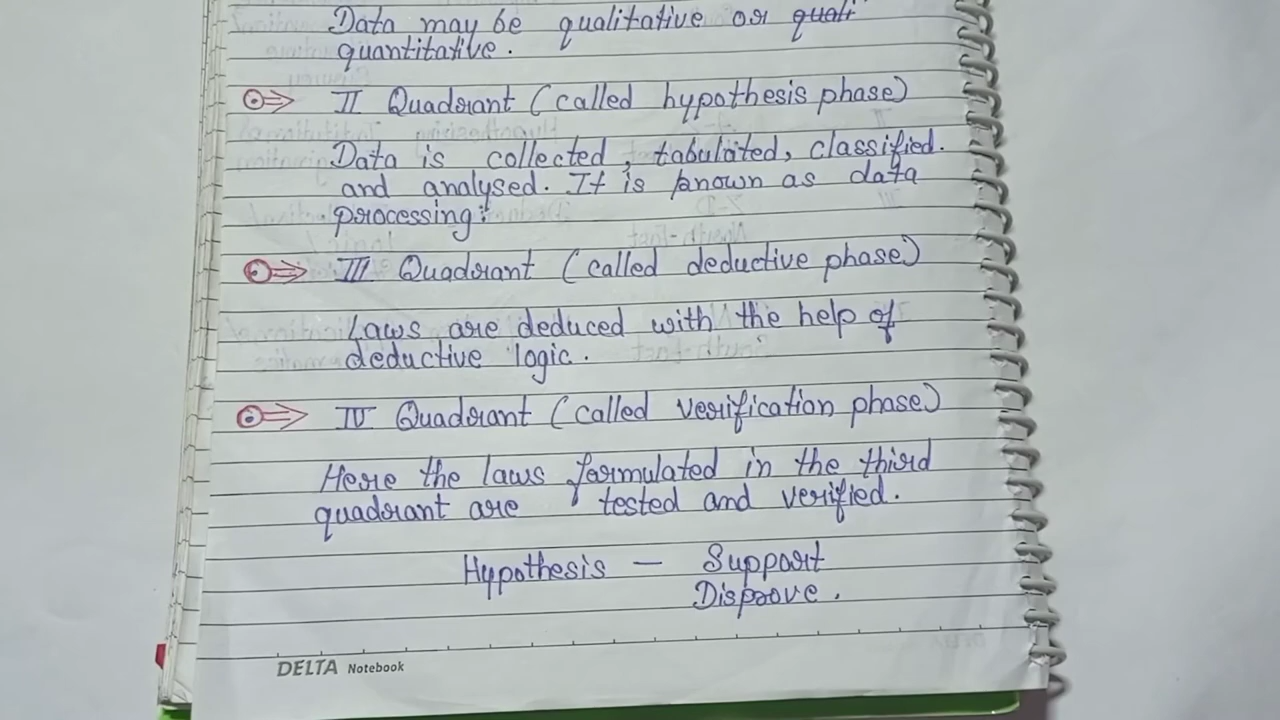 Data may be qualitative or quali
quantitative.
II Quadrant (called hypothesis phase)
Data is collected, tabulated, classified.
and analysed. It is known as data
processing.
III Quadrant (called deductive phase)
Laws are deduced with the help of
deductive logic.
IV Quadrant (called verification phase)
Here the laws formulated in the third
quadrant are tested and verified.
Hypothesis — Support
Disprove.
DELTA Notebook